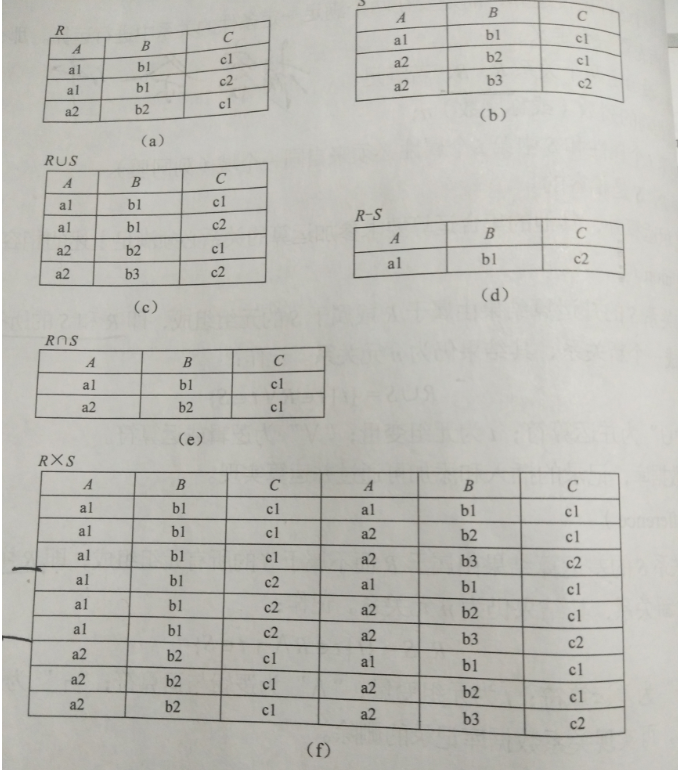 R
A B C
a1 b1 c1
a1 b1 c2
a2 b2 c1
(a)
S
A B C
a1 b1 c1
a2 b2 c1
a2 b3 c2
(b)
R∪S
A B C
a1 b1 c1
a1 b1 c2
a2 b2 c1
a2 b3 c2
(c)
R-S
A B C
a1 b1 c2
(d)
R∩S
A B C
a1 b1 c1
a2 b2 c1
(e)
R×S
A B C A B C
a1 b1 c1 a1 b1 c1
a1 b1 c1 a2 b2 c1
a1 b1 c1 a2 b3 c2
a1 b1 c2 a1 b1 c1
a1 b1 c2 a2 b2 c1
a1 b1 c2 a2 b3 c2
a2 b2 c1 a1 b1 c1
a2 b2 c1 a2 b2 c1
a2 b2 c1 a2 b3 c2
(f)